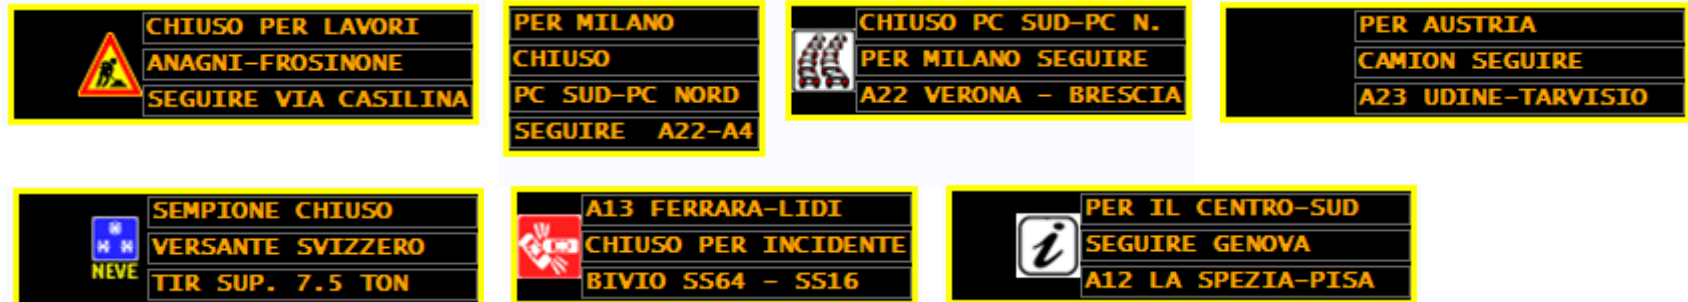 CHIUSO PER LAVORI
ANAGNI-FROSINONE
SEGUIRE VIA CASILINA
PER MILANO
CHIUSO
PC SUD-PC NORD
SEGUIRE A22-A4
CHIUSO PC SUD-PC N.
PER MILANO SEGUIRE
A22 VERONA - BRESCIA
PER AUSTRIA
CAMION SEGUIRE
A23 UDINE-TARVISIO
NEVE
SEMPIONE CHIUSO
VERSANTE SVIZZERO
TIR SUP. 7.5 TON
A13 FERRARA-LIDI
CHIUSO PER INCIDENTE
BIVIO SS64 - SS16
i
PER IL CENTRO-SUD
SEGUIRE GENOVA
A12 LA SPEZIA-PISA